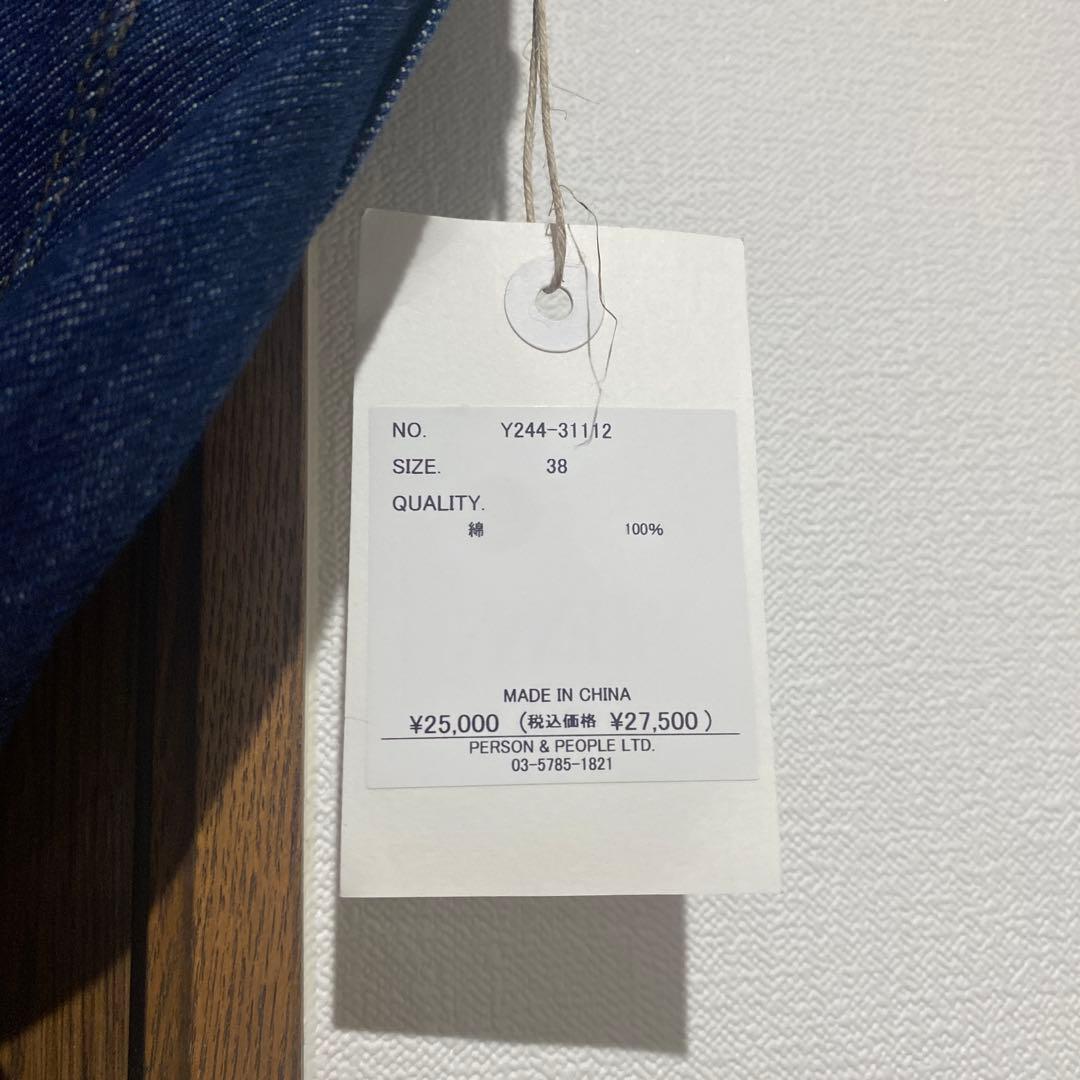 NO. Y244-31112
SIZE. 38
QUALITY.
綿 100%
MADE IN CHINA
¥25,000 (税込価格 ¥27,500)
PERSON & PEOPLE LTD.
03-5785-1821